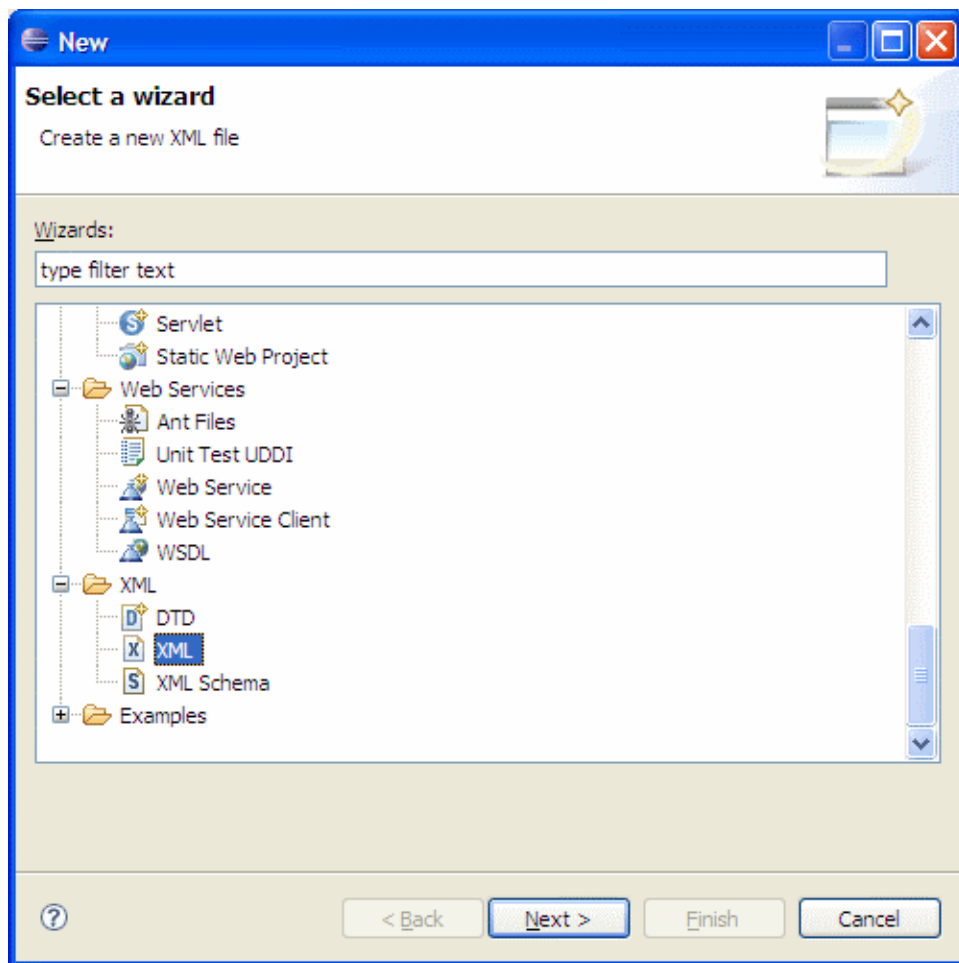 New
Select a wizard
Create a new XML file
Wizards:
type filter text
Servlet
Static Web Project
Web Services
Ant Files
Unit Test UDDI
Web Service
Web Service Client
WSDL
XML
DTD
XML
XML Schema
Examples
< Back Next > Finish Cancel